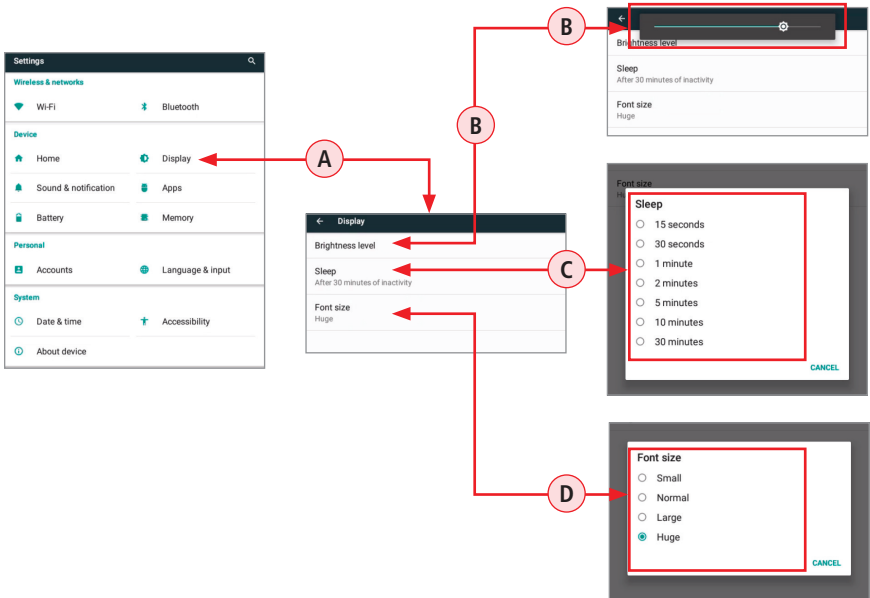 Settings
Wireless & networks
Wi-Fi
Bluetooth
Device
Home
Display
Sound & notification
Apps
Battery
Memory
Personal
Accounts
Language & input
System
Date & time
Accessibility
About device
A
Display
Brightness level
Sleep
After 30 minutes of inactivity
Font size
Huge
B
B
Brightness level
Sleep
After 30 minutes of inactivity
Font size
Huge
C
Font size
Sleep
15 seconds
30 seconds
1 minute
2 minutes
5 minutes
10 minutes
30 minutes
CANCEL
D
Font size
Small
Normal
Large
Huge
CANCEL